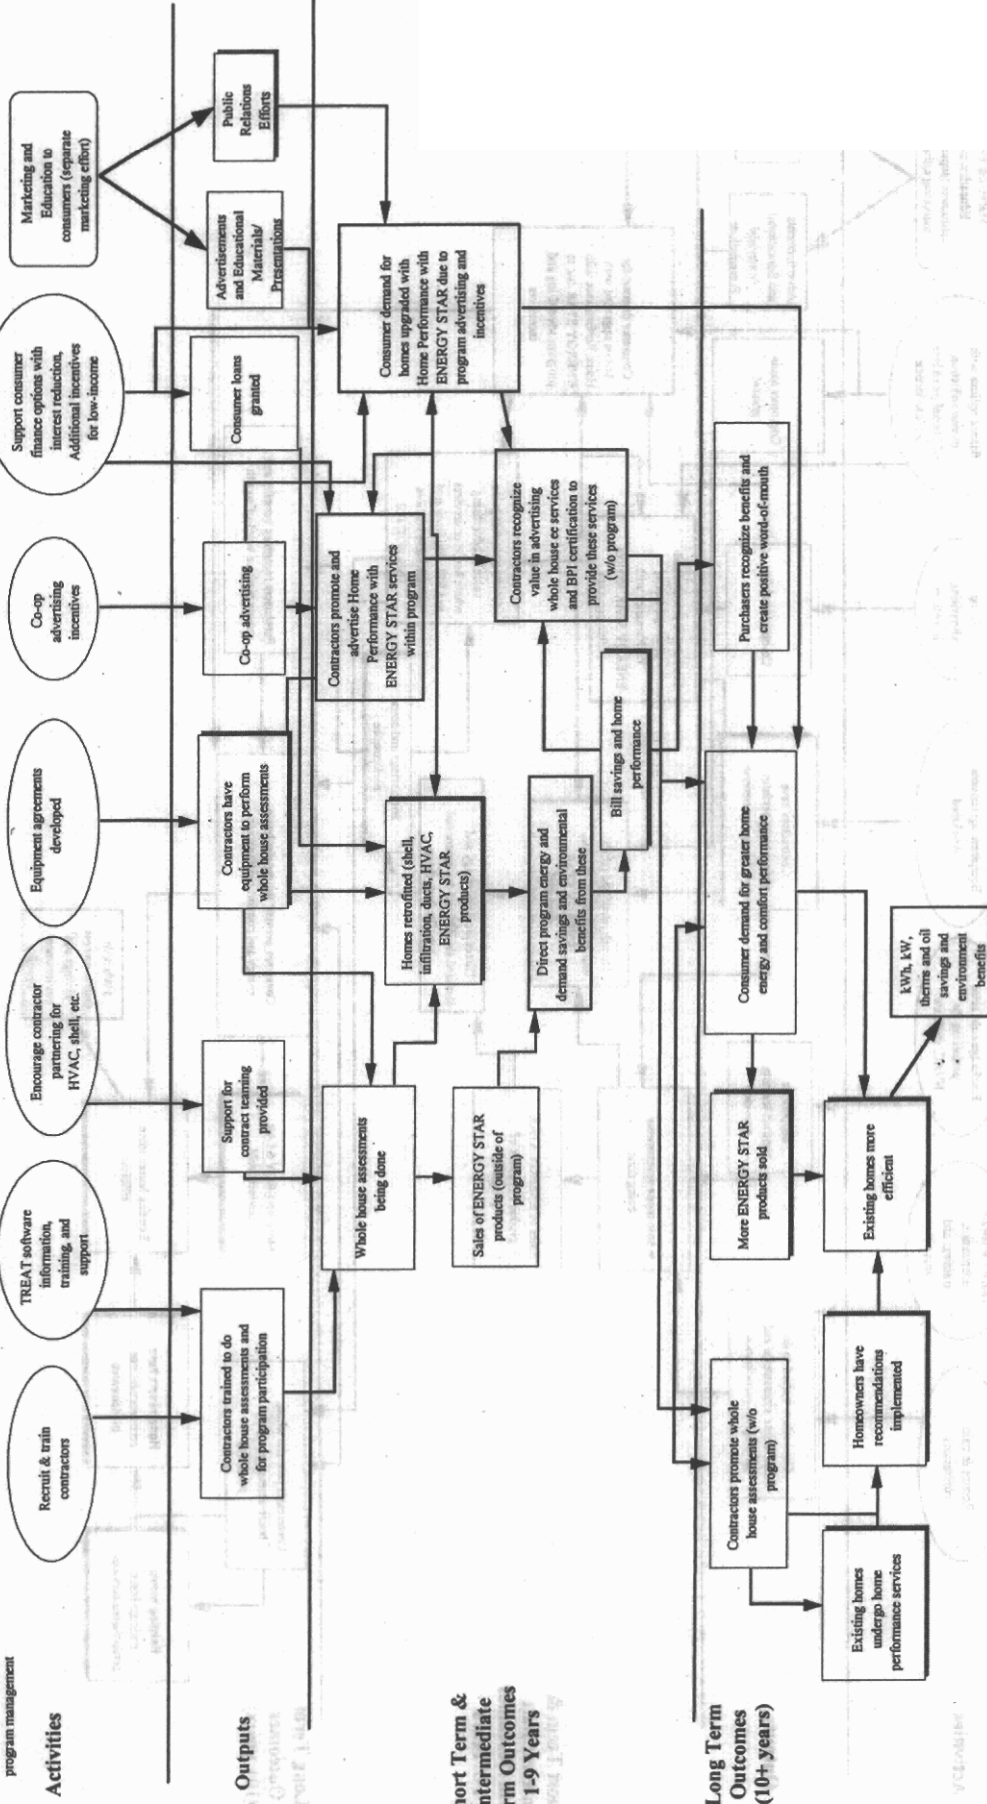 program management
Activities
Recruit & train
contractors
TREAT software
information,
training, and
support
Encourage contractor
partnering for
HVAC, shell, etc.
Equipment agreements
developed
Co-op
advertising
incentives
Support consumer
finance options with
interest reduction,
Additional incentives
for low-income
Marketing and
Education to
consumers (separate
marketing effort)
Outputs
Contractors trained to do
whole house assessments and
for program participation
Support for
contract teaming
provided
Contractors have
equipment to perform
whole house assessments
Co-op advertising
Consumer loans
granted
Advertisements
and Educational
Materials/
Presentations
Public
Relations
Efforts
hort Term &
ntermediate
rm Outcomes
1-9 Years
Whole house assessments
being done
Sales of ENERGY STAR
products (outside of
program)
Homes retrofitted (shell,
infiltration, ducts, HVAC,
ENERGY STAR
products)
Direct program energy and
demand savings and environmental
benefits from these
Contractors promote and
advertise Home
Performance with
ENERGY STAR services
within program
Bill savings and home
performance
Contractors recognize
value in advertising
whole house ee services
and BPI certification to
provide these services
(w/o program)
Consumer demand for
homes upgraded with
Home Performance with
ENERGY STAR due to
program advertising and
incentives
Long Term
Outcomes
(10+ years)
Contractors promote whole
house assessments (w/o
program)
Existing homes
undergo home
performance services
Homeowners have
recommendations
implemented
More ENERGY STAR
products sold
Existing homes more
efficient
Consumer demand for greater home
energy and comfort performance
Purchasers recognize benefits and
create positive word-of-mouth
kWh, kW,
therms and oil
savings and
environment
benefits